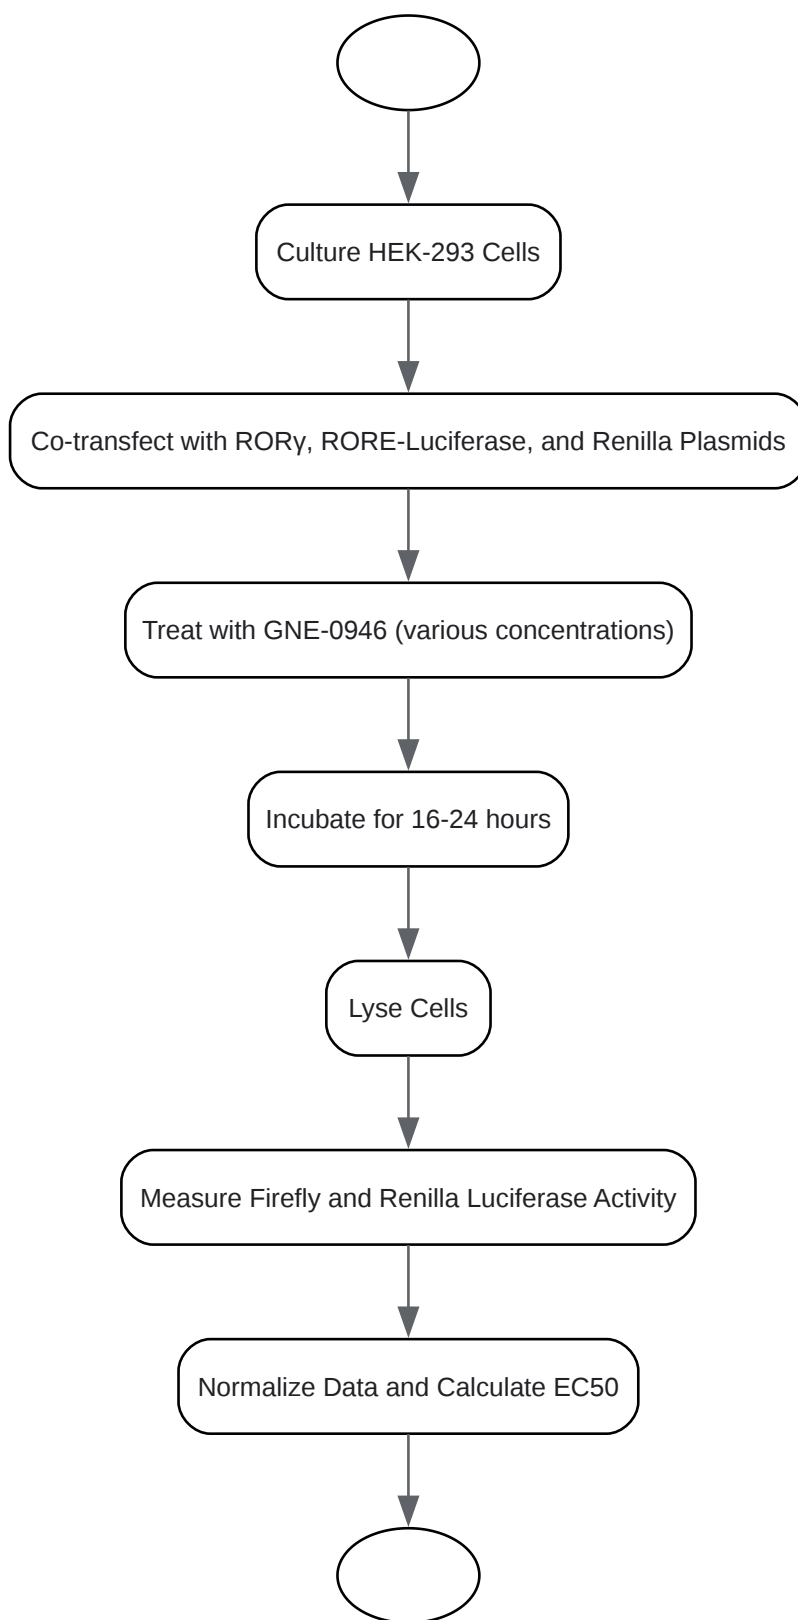 Culture HEK-293 Cells
Co-transfect with RORγ, RORE-Luciferase, and Renilla Plasmids
Treat with GNE-0946 (various concentrations)
Incubate for 16-24 hours
Lyse Cells
Measure Firefly and Renilla Luciferase Activity
Normalize Data and Calculate EC50